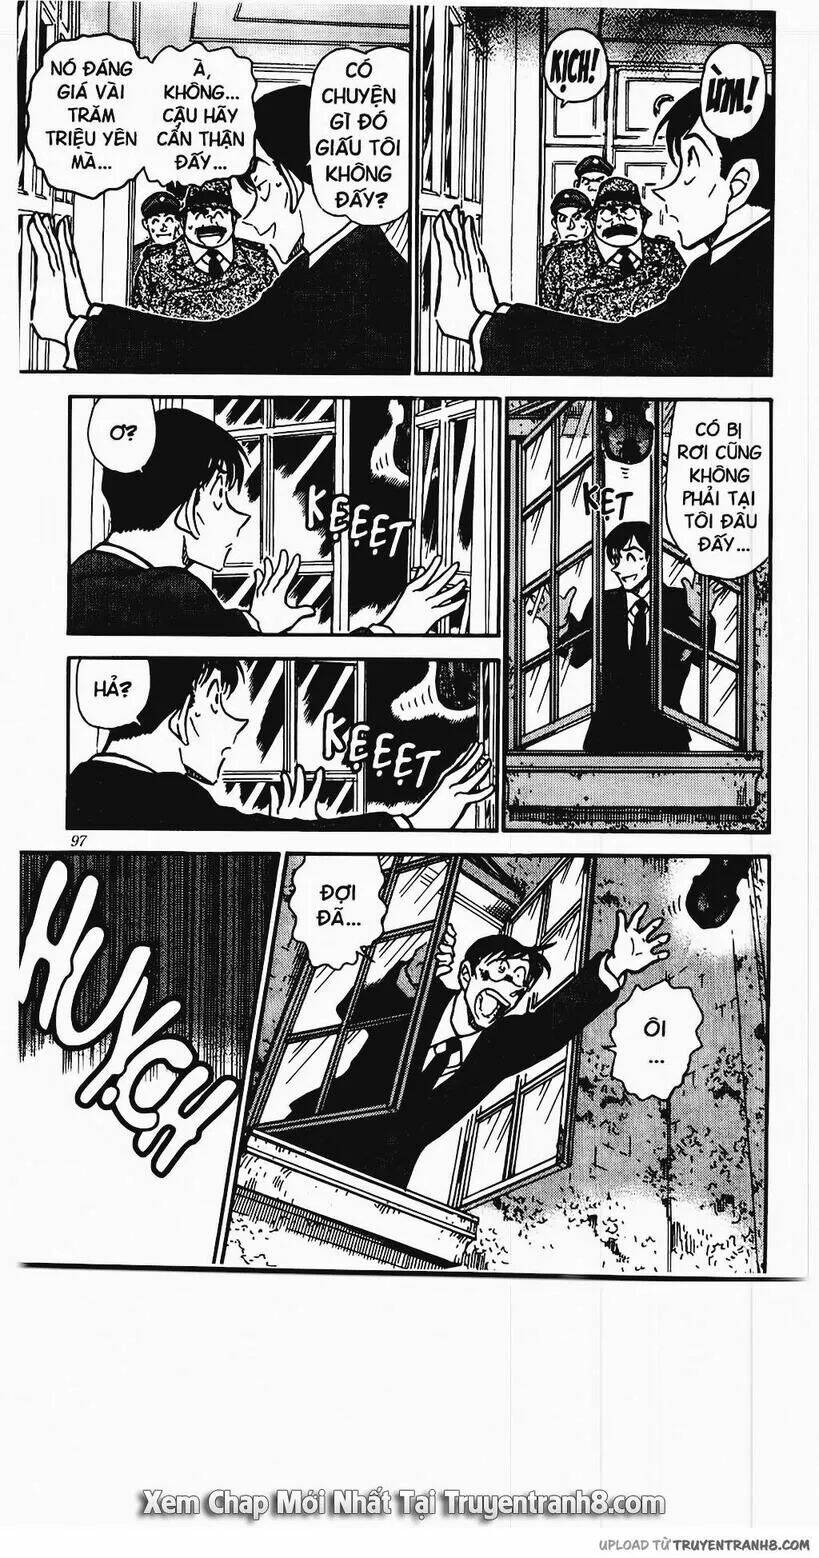 ỪM!
KỊCH!
CÓ
CHUYỆN
GÌ ĐÓ
GIẤU TÔI
KHÔNG
ĐẤY?
À,
KHÔNG...
CẬU HÃY
CẨN THẬN
ĐẤY...
NÓ ĐÁNG
GIÁ VÀI
TRĂM
TRIỆU YÊN
MÀ...
CÓ BỊ
RƠI CŨNG
KHÔNG
PHẢI TẠI
TÔI ĐÂU
ĐẤY...
KẸT
Ơ?
KẸẸẸT
HẢ?
KẸẸẸT
97
ĐỢI
ĐÃ...
ÔI
...
HUỴCH
Xem Chap Mới Nhất Tại Truyentranh8.com
UPLOAD TỪ TRUYENTRANH8.COM